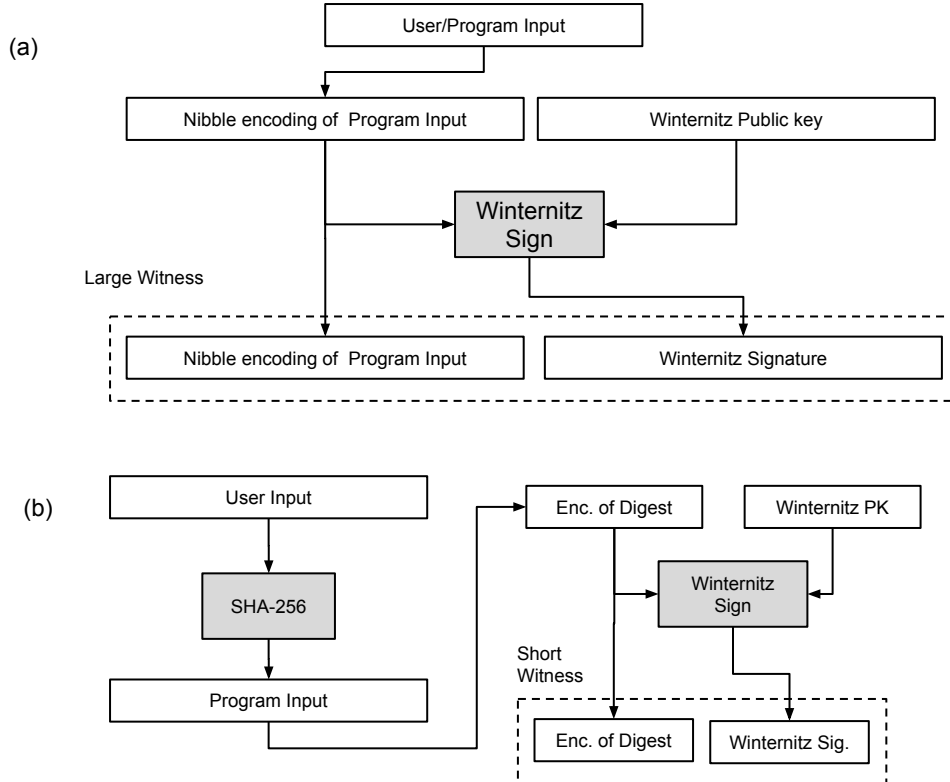 (a)
User/Program Input
Nibble encoding of Program Input
Winternitz Public key
Winternitz
Sign
Large Witness
Nibble encoding of Program Input
Winternitz Signature
(b)
User Input
Enc. of Digest
Winternitz PK
SHA-256
Winternitz
Sign
Short
Witness
Program Input
Enc. of Digest
Winternitz Sig.